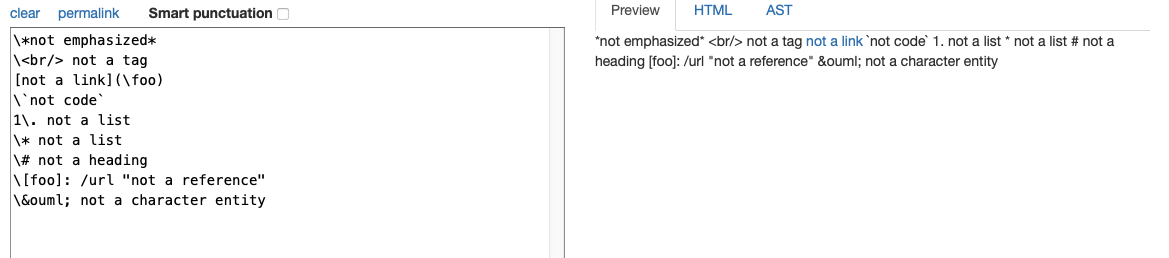 clear permalink Smart punctuation
\*not emphasized*
\<br/> not a tag
[not a link](\foo)
\`not code`
1\. not a list
\* not a list
\# not a heading
\[foo]: /url "not a reference"
\&ouml; not a character entity
Preview HTML AST
*not emphasized* <br/> not a tag not a link `not code` 1. not a list * not a list # not a
heading [foo]: /url "not a reference" &ouml; not a character entity